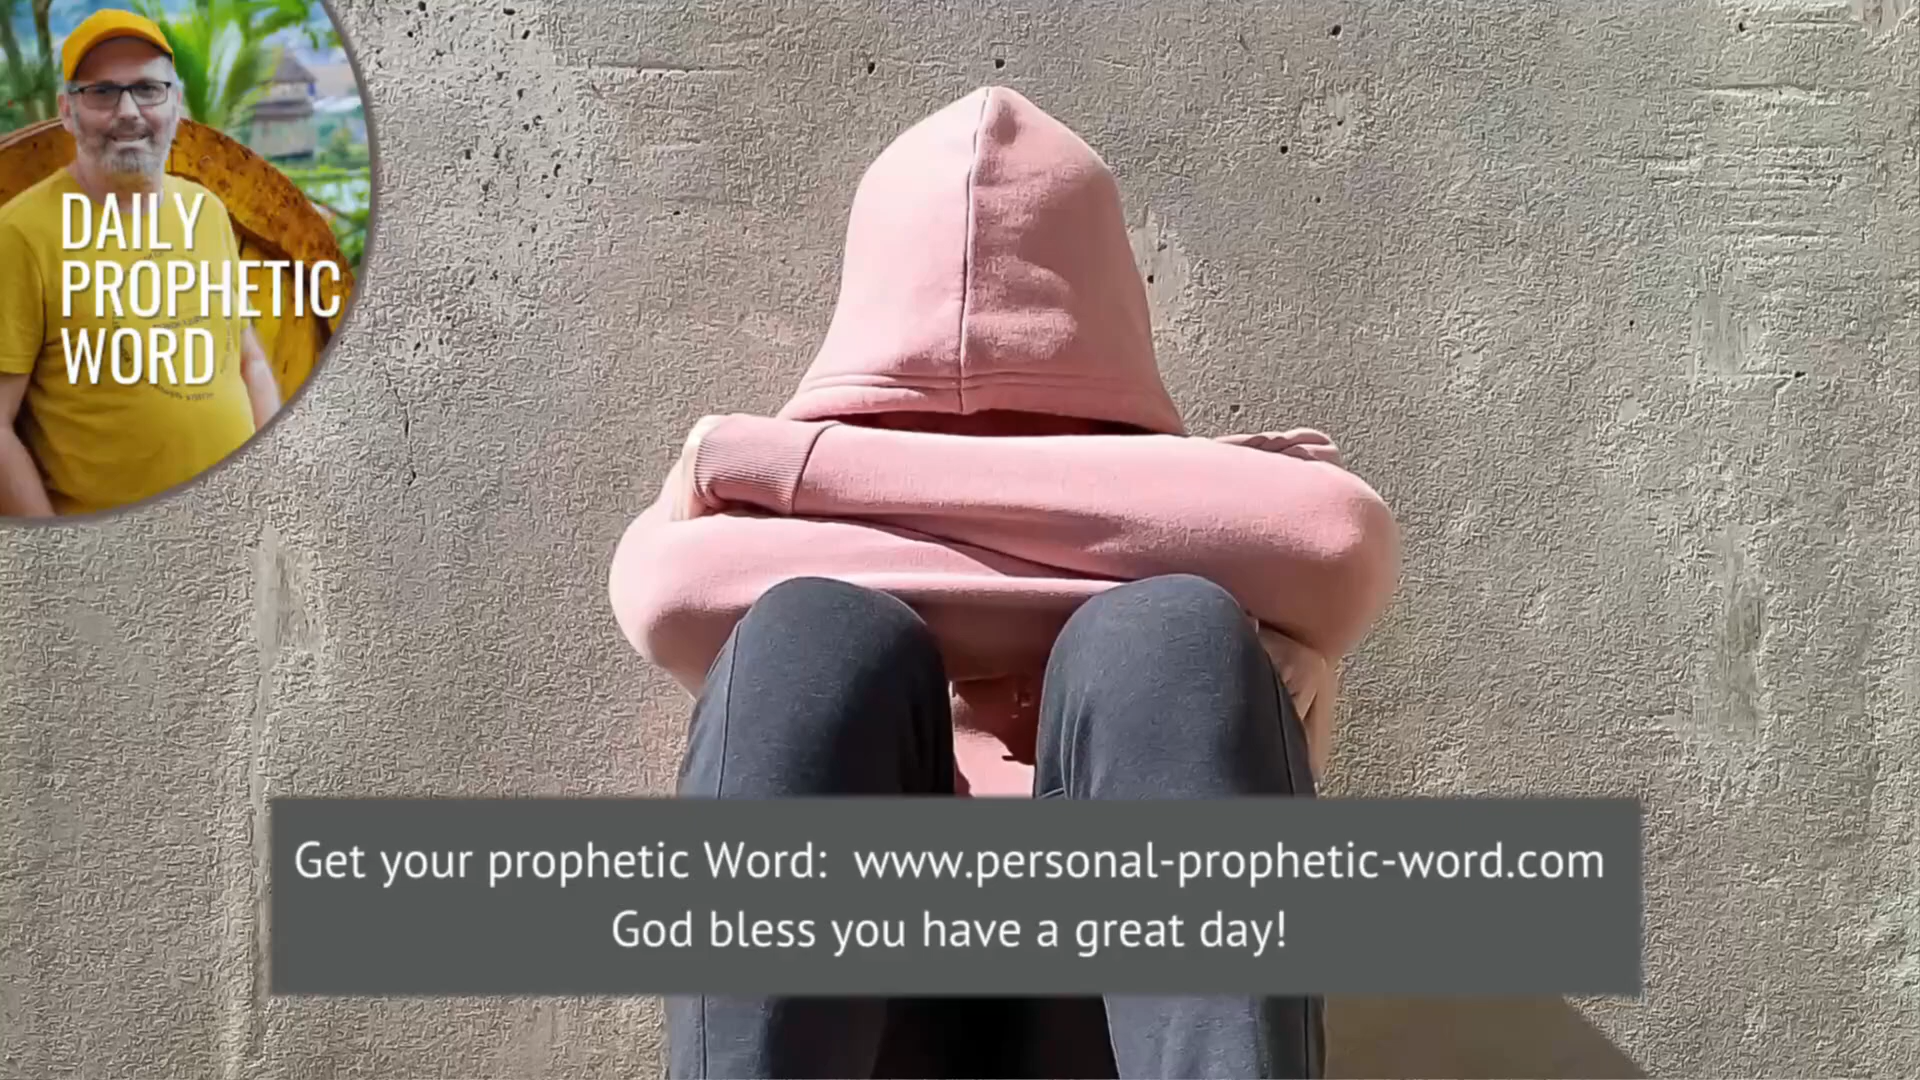 DAILY
PROPHETIC
WORD
Get your prophetic Word: www.personal-prophetic-word.com
God bless you have a great day!